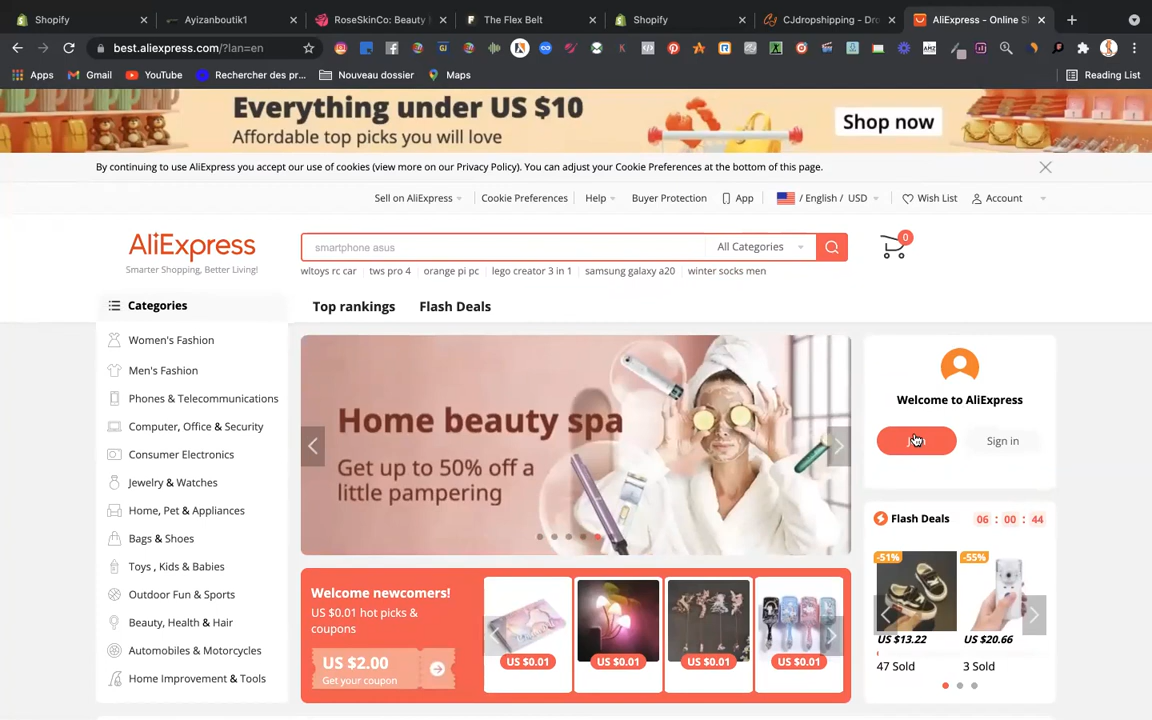 Shopify
Ayizanboutik1
RoseSkinCo: Beauty
The Flex Belt
Shopify
CJdropshipping - Dro
AliExpress - Online Sh
best.aliexpress.com/?lan=en
Apps
Gmail
YouTube
Rechercher des pr...
Nouveau dossier
Maps
Reading List
Everything under US $10
Affordable top picks you will love
Shop now
By continuing to use AliExpress you accept our use of cookies (view more on our Privacy Policy). You can adjust your Cookie Preferences at the bottom of this page.
Sell on AliExpress
Cookie Preferences
Help
Buyer Protection
App
/ English / USD
Wish List
Account
AliExpress
Smarter Shopping, Better Living!
smartphone asus
All Categories
0
wltoys rc car
tws pro 4
orange pi pc
lego creator 3 in 1
samsung galaxy a20
winter socks men
Categories
Top rankings
Flash Deals
Women's Fashion
Men's Fashion
Phones & Telecommunications
Computer, Office & Security
Consumer Electronics
Jewelry & Watches
Home, Pet & Appliances
Bags & Shoes
Toys , Kids & Babies
Outdoor Fun & Sports
Beauty, Health & Hair
Automobiles & Motorcycles
Home Improvement & Tools
Home beauty spa
Get up to 50% off a
little pampering
Welcome to AliExpress
Sign in
Flash Deals
06 : 00 : 44
-51%
-55%
US $13.22
US $20.66
47 Sold
3 Sold
Welcome newcomers!
US $0.01 hot picks &
coupons
US $2.00
Get your coupon
US $0.01
US $0.01
US $0.01
US $0.01